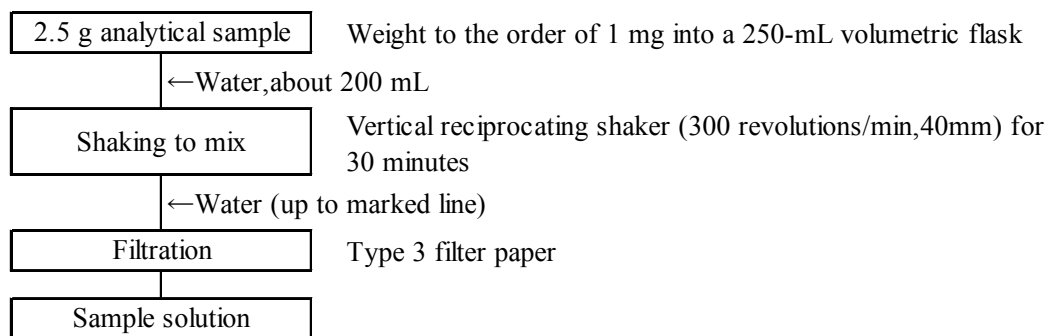 2.5 g analytical sample
Weight to the order of 1 mg into a 250-mL volumetric flask
←Water,about 200 mL
Shaking to mix
Vertical reciprocating shaker (300 revolutions/min,40mm) for
30 minutes
←Water (up to marked line)
Filtration
Type 3 filter paper
Sample solution